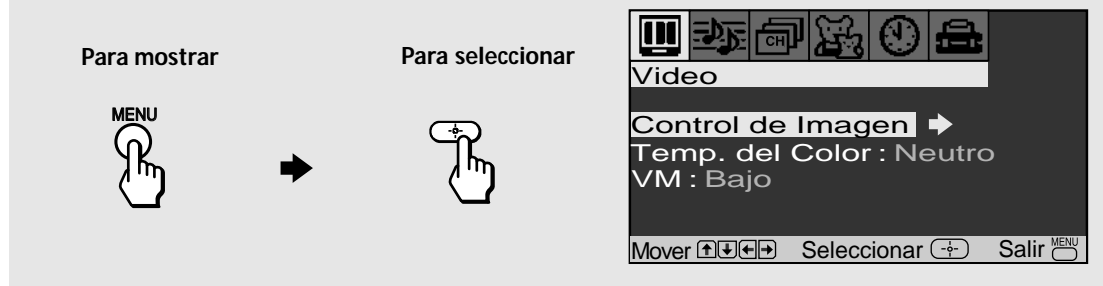 Para mostrar
MENU
Para seleccionar
CH
Video
Control de Imagen
Temp. del Color : Neutro
VM : Bajo
Mover Seleccionar Salir MENU